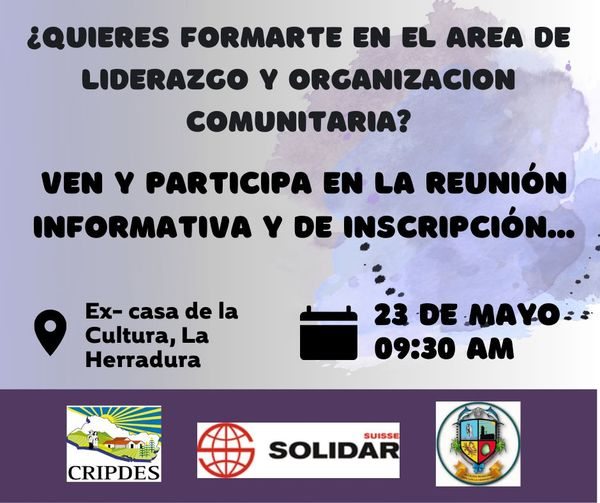 ¿QUIERES FORMARTE EN EL AREA DE
LIDERAZGO Y ORGANIZACION
COMUNITARIA?
VEN Y PARTICIPA EN LA REUNIÓN
INFORMATIVA Y DE INSCRIPCIÓN...
Ex- casa de la
Cultura, La
Herradura
23 DE MAYO
09:30 AM
CRIPDES
SUISSE
SOLIDAR